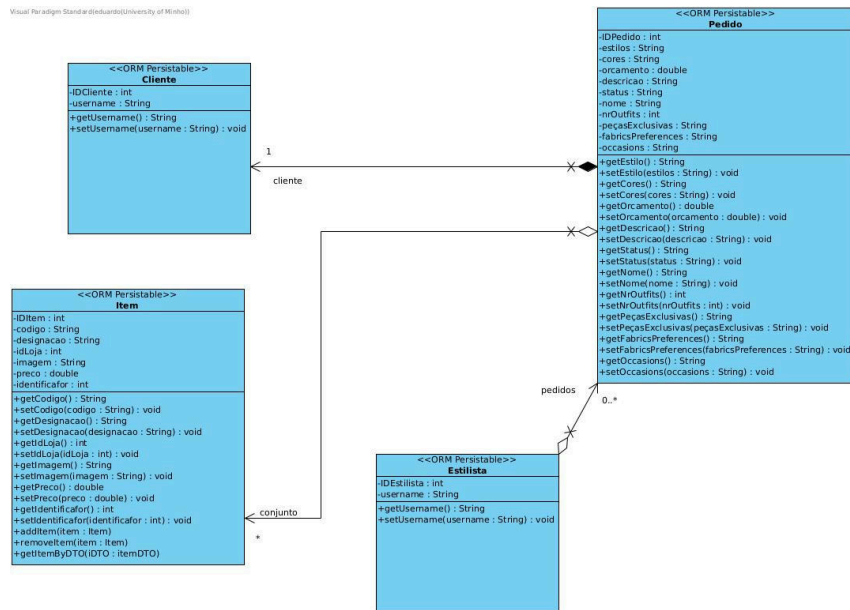 Visual Paradigm Standard(eduardo(University of Minho))
<<ORM Persistable>>
Cliente
-IDCliente : int
-username : String
+getUsername() : String
+setUsername(username : String) : void
1
cliente
<<ORM Persistable>>
Pedido
-IDPedido : int
-estilos : String
-cores : String
-orcamento : double
-descricao : String
-status : String
-nome : String
-nrOutfits : int
-peçasExclusivas : String
-fabricsPreferences : String
-occasions : String
+getEstilo() : String
+setEstilo(estilos : String) : void
+getCores() : String
+setCores(cores : String) : void
+getOrcamento() : double
+setOrcamento(orcamento : double) : void
+getDescricao() : String
+setDescricao(descricao : String) : void
+getStatus() : String
+setStatus(status : String) : void
+getNome() : String
+setNome(nome : String) : void
+getNrOutfits() : int
+setNrOutfits(nrOutfits : int) : void
+getPeçasExclusivas() : String
+setPeçasExclusivas(peçasExclusivas : String) : void
+getFabricsPreferences() : String
+setFabricsPreferences(fabricsPreferences : String) : void
+getOccasions() : String
+setOccasions(occasions : String) : void
<<ORM Persistable>>
Item
-IDItem : int
-codigo : String
-designacao : String
-idLoja : int
-imagem : String
-preco : double
-identificafor : int
+getCodigo() : String
+setCodigo(codigo : String) : void
+getDesignacao() : String
+setDesignacao(designacao : String) : void
+getIdLoja() : int
+setIdLoja(idLoja : int) : void
+getImagem() : String
+setImagem(imagem : String) : void
+getPreco() : double
+setPreco(preco : double) : void
+getIdentificafor() : int
+setIdentificafor(identificafor : int) : void
+addItem(item : Item)
+removeItem(item : Item)
+getItemByDTO(iDTO : itemDTO)
conjunto
*
pedidos
0..*
<<ORM Persistable>>
Estilista
-IDEstilista : int
-username : String
+getUsername() : String
+setUsername(username : String) : void